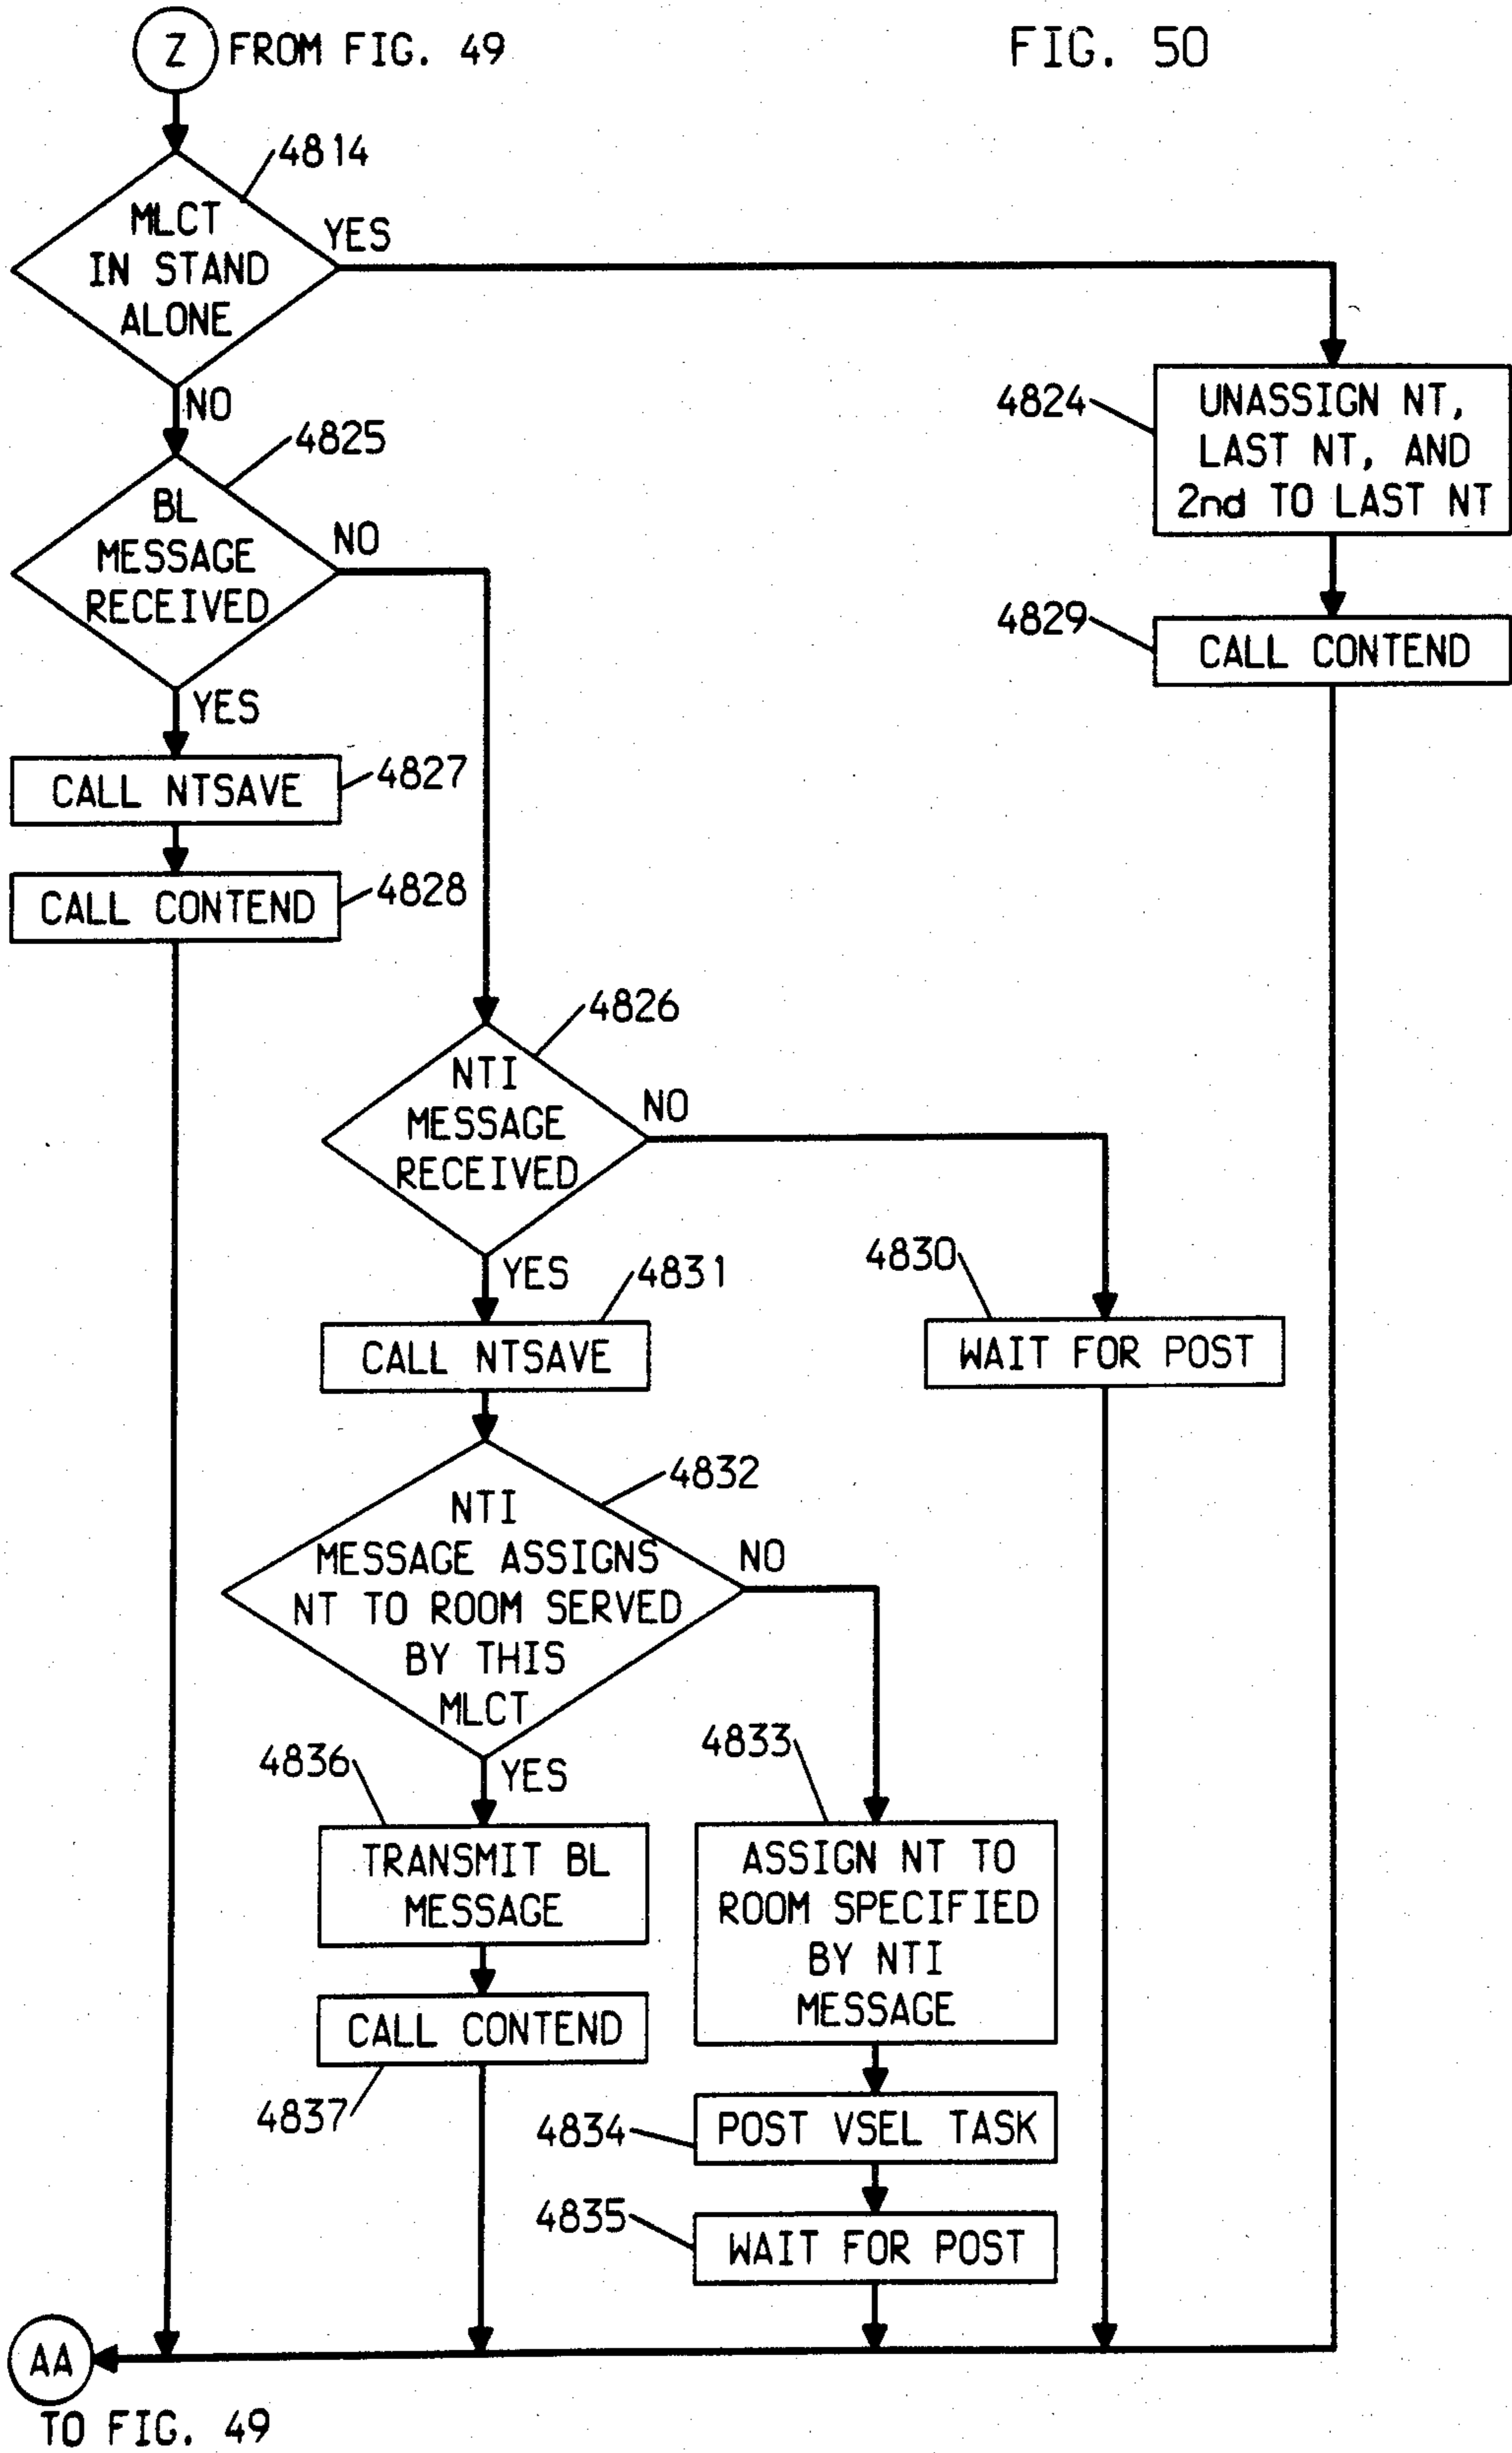 Z FROM FIG. 49
FIG. 50
4814
MLCT
IN STAND
ALONE
YES
NO
4824
UNASSIGN NT,
LAST NT, AND
2nd TO LAST NT
4825
BL
MESSAGE
RECEIVED
NO
YES
4829
CALL CONTEND
CALL NTSAVE
4827
CALL CONTEND
4828
4826
NTI
MESSAGE
RECEIVED
NO
YES
4831
4830
CALL NTSAVE
WAIT FOR POST
4832
NTI
MESSAGE ASSIGNS
NT TO ROOM SERVED
BY THIS
MLCT
NO
YES
4836
4833
TRANSMIT BL
MESSAGE
ASSIGN NT TO
ROOM SPECIFIED
BY NTI
MESSAGE
CALL CONTEND
4837
4834
POST VSEL TASK
4835
WAIT FOR POST
AA
TO FIG. 49